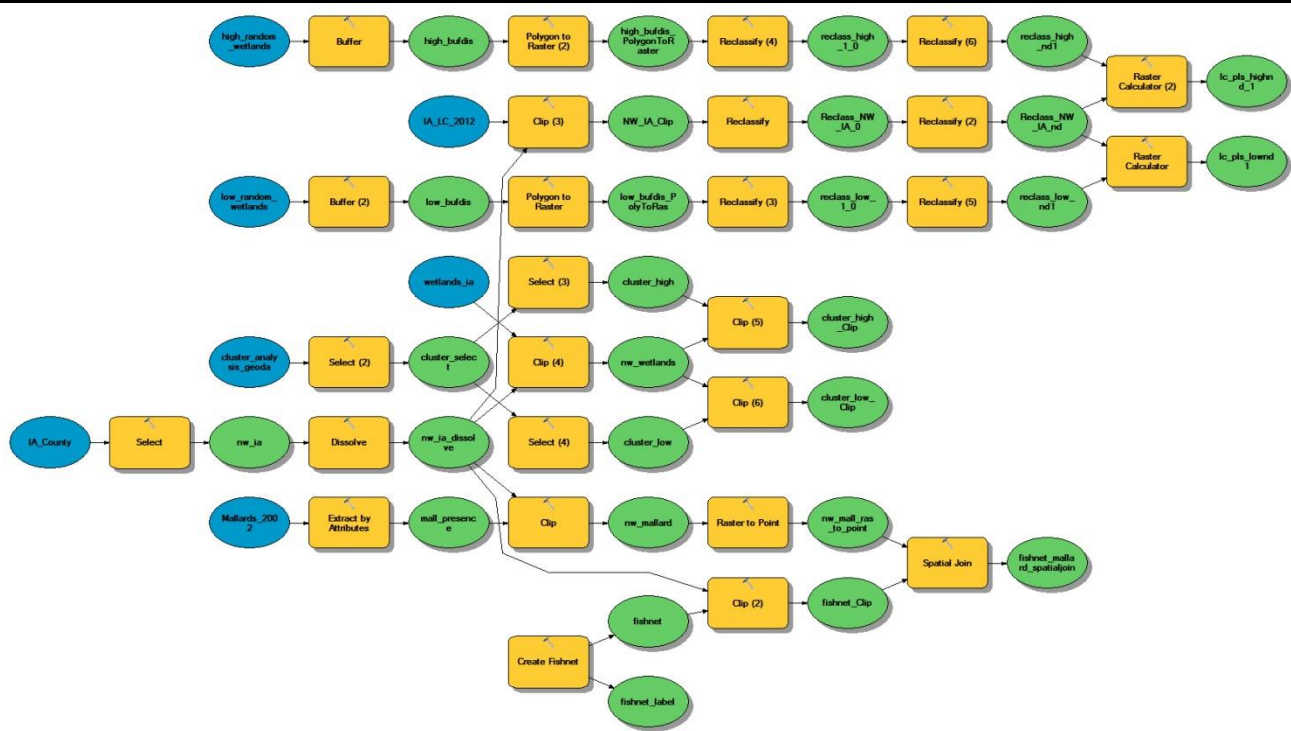 high_random
_wetlands
Buffer
high_bufdis
Polygon to
Raster (2)
high_bufdis_
PolygonToR
aster
Reclassify (4)
reclass_high
_1_0
Reclassify (6)
reclass_high
_nd1
Raster
Calculator (2)
lc_pls_highn
d_1
IA_LC_2012
Clip (3)
NW_IA_Clip
Reclassify
Reclass_NW
_IA_0
Reclassify (2)
Reclass_NW
_IA_nd
Raster
Calculator
lc_pls_lownd
1
low_random_
wetlands
Buffer (2)
low_bufdis
Polygon to
Raster
low_bufdis_P
olyToRas
Reclassify (3)
reclass_low_
1_0
Reclassify (5)
reclass_low_
nd1
wetlands_ia
Select (3)
cluster_high
Clip (5)
cluster_high
_Clip
cluster_analy
sis_geoda
Select (2)
cluster_selec
t
Clip (4)
nw_wetlands
Clip (6)
cluster_low_
Clip
IA_County
Select
nw_ia
Dissolve
nw_ia_dissol
ve
Select (4)
cluster_low
Mallards_200
2
Extract by
Attributes
mall_presenc
e
Clip
nw_mallard
Raster to Point
nw_mall_ras
_to_point
Spatial Join
fishnet_malla
rd_spatialjoin
Clip (2)
fishnet_Clip
fishnet
Create Fishnet
fishnet_label